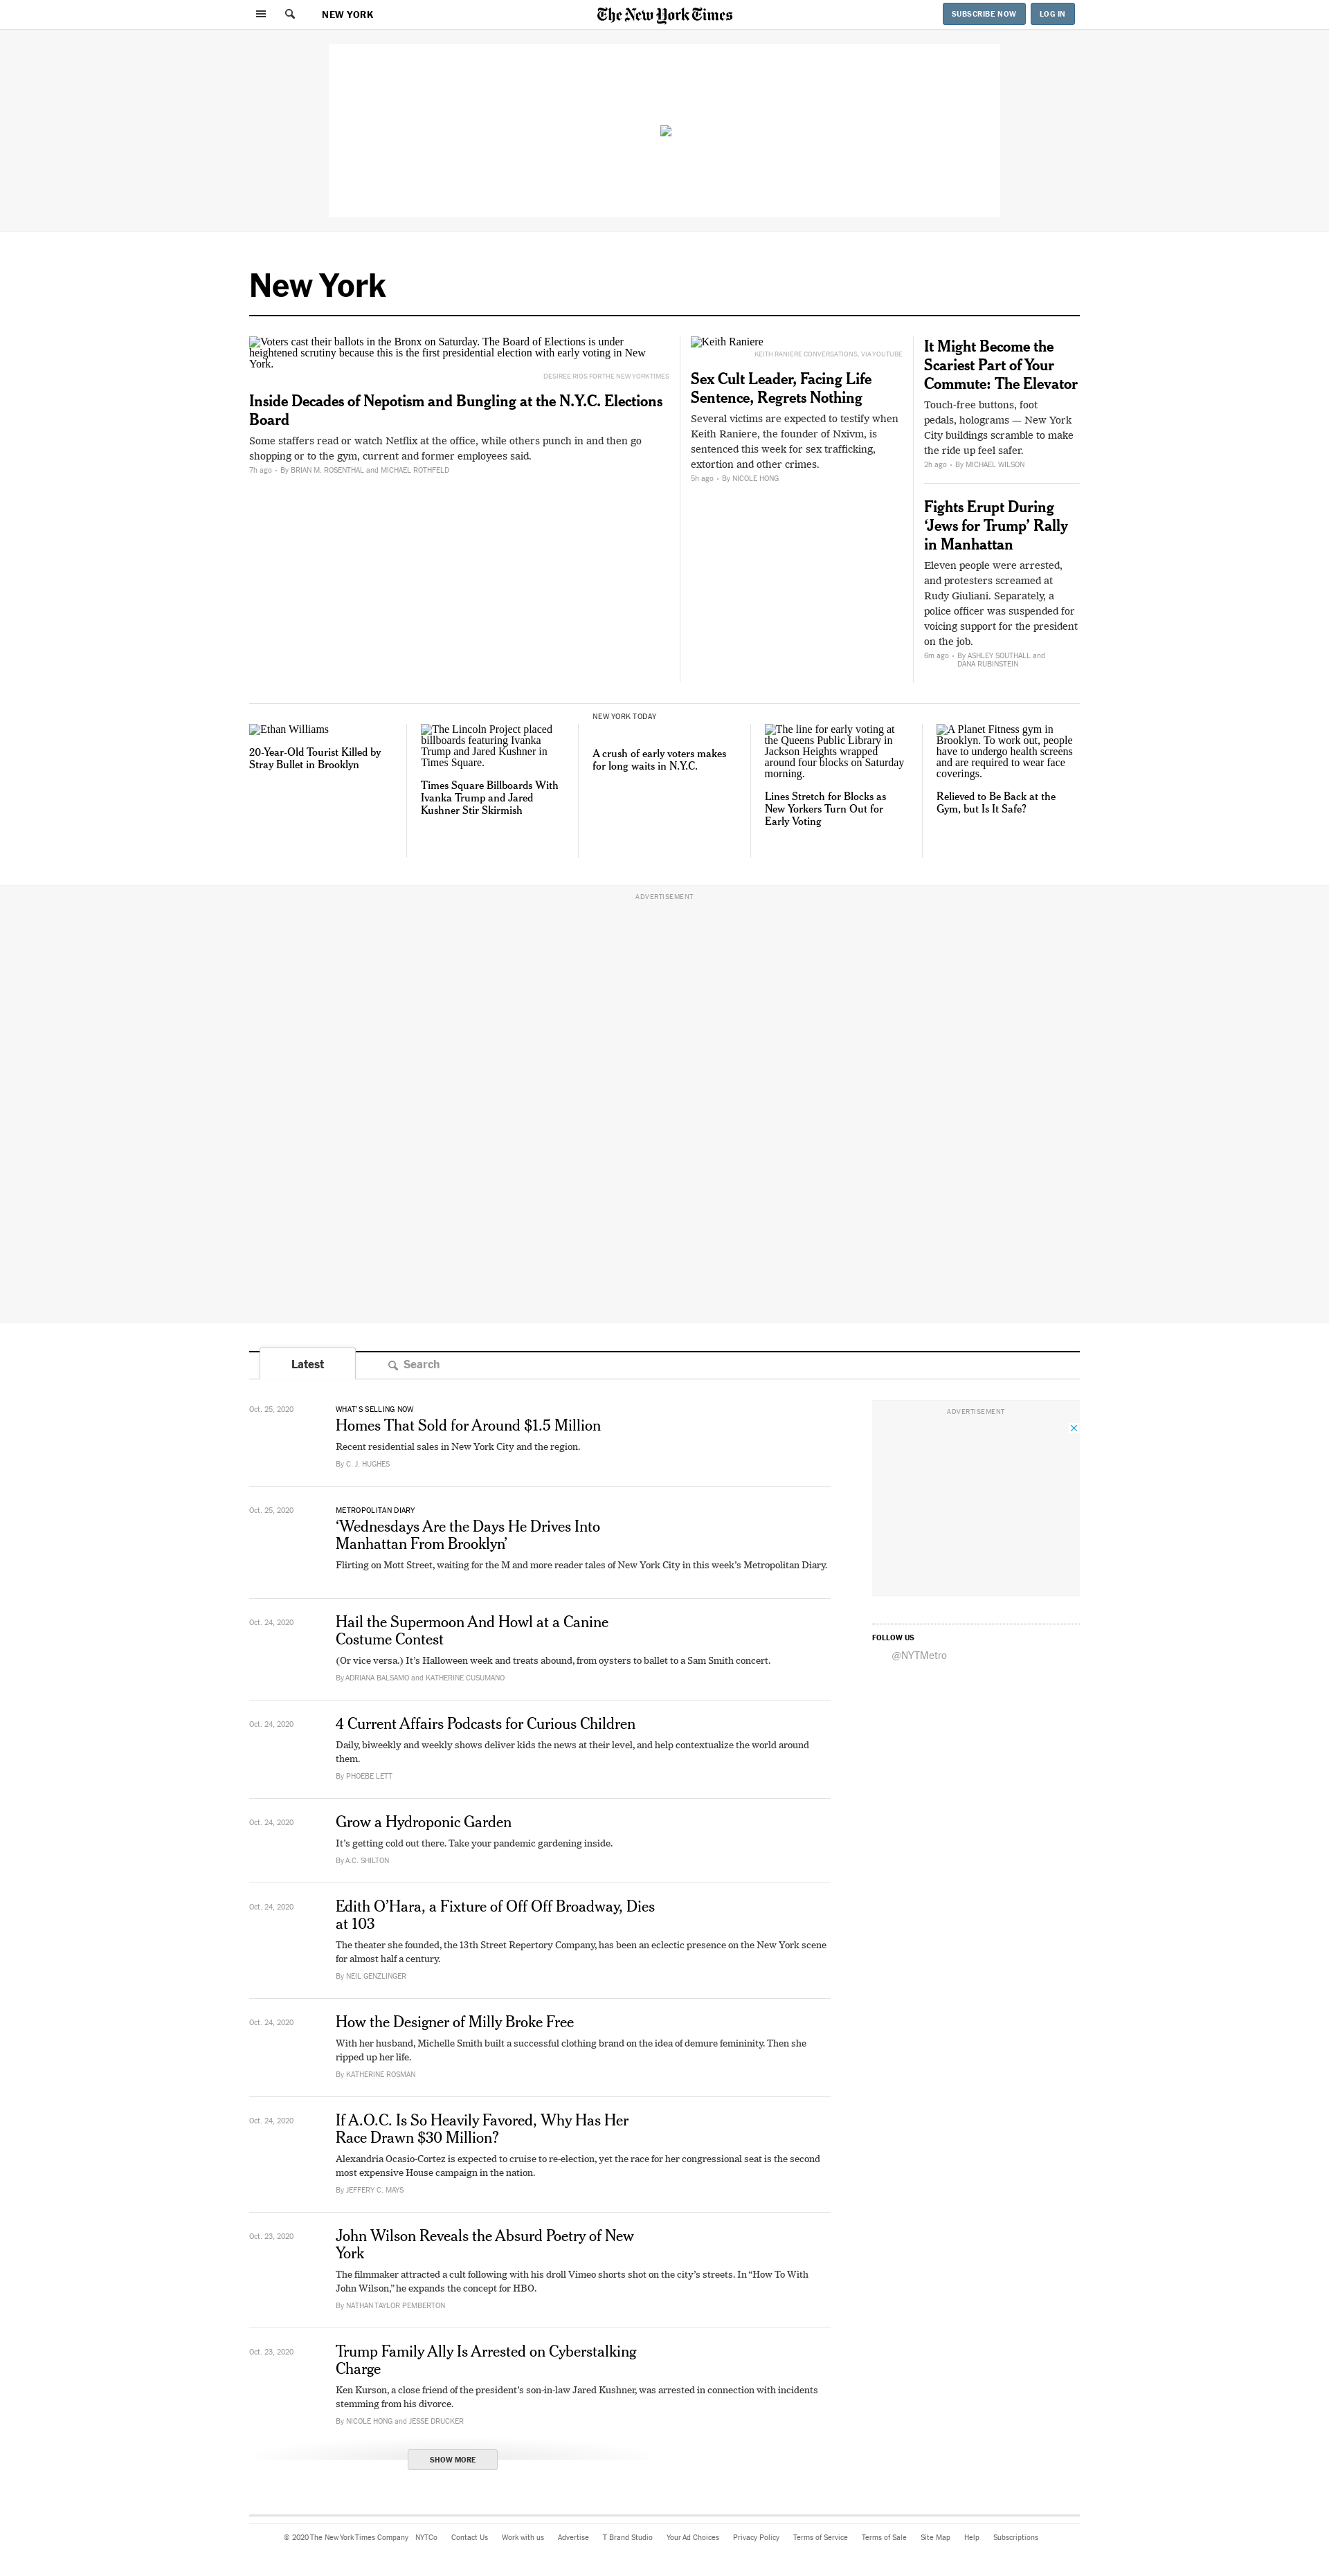 NEW YORK
The New York Times
SUBSCRIBE NOW
LOG IN
New York
Voters cast their ballots in the Bronx on Saturday. The Board of Elections is under
heightened scrutiny because this is the first presidential election with early voting in New
York.
DESIREE RIOS FOR THE NEW YORK TIMES
Inside Decades of Nepotism and Bungling at the N.Y.C. Elections
Board
Some staffers read or watch Netflix at the office, while others punch in and then go
shopping or to the gym, current and former employees said.
7h ago • By BRIAN M. ROSENTHAL and MICHAEL ROTHFELD
Keith Raniere
KEITH RANIERE CONVERSATIONS, VIA YOUTUBE
Sex Cult Leader, Facing Life
Sentence, Regrets Nothing
Several victims are expected to testify when
Keith Raniere, the founder of Nxivm, is
sentenced this week for sex trafficking,
extortion and other crimes.
5h ago • By NICOLE HONG
It Might Become the
Scariest Part of Your
Commute: The Elevator
Touch-free buttons, foot
pedals, holograms — New York
City buildings scramble to make
the ride up feel safer.
2h ago • By MICHAEL WILSON
Fights Erupt During
‘Jews for Trump’ Rally
in Manhattan
Eleven people were arrested,
and protesters screamed at
Rudy Giuliani. Separately, a
police officer was suspended for
voicing support for the president
on the job.
6m ago • By ASHLEY SOUTHALL and
DANA RUBINSTEIN
Ethan Williams
20-Year-Old Tourist Killed by
Stray Bullet in Brooklyn
The Lincoln Project placed
billboards featuring Ivanka
Trump and Jared Kushner in
Times Square.
Times Square Billboards With
Ivanka Trump and Jared
Kushner Stir Skirmish
NEW YORK TODAY
A crush of early voters makes
for long waits in N.Y.C.
The line for early voting at
the Queens Public Library in
Jackson Heights wrapped
around four blocks on Saturday
morning.
Lines Stretch for Blocks as
New Yorkers Turn Out for
Early Voting
A Planet Fitness gym in
Brooklyn. To work out, people
have to undergo health screens
and are required to wear face
coverings.
Relieved to Be Back at the
Gym, but Is It Safe?
ADVERTISEMENT
Latest
Search
Oct. 25, 2020
WHAT’S SELLING NOW
Homes That Sold for Around $1.5 Million
Recent residential sales in New York City and the region.
By C. J. HUGHES
Oct. 25, 2020
METROPOLITAN DIARY
‘Wednesdays Are the Days He Drives Into
Manhattan From Brooklyn’
Flirting on Mott Street, waiting for the M and more reader tales of New York City in this week’s Metropolitan Diary.
Oct. 24, 2020
Hail the Supermoon And Howl at a Canine
Costume Contest
(Or vice versa.) It’s Halloween week and treats abound, from oysters to ballet to a Sam Smith concert.
By ADRIANA BALSAMO and KATHERINE CUSUMANO
Oct. 24, 2020
4 Current Affairs Podcasts for Curious Children
Daily, biweekly and weekly shows deliver kids the news at their level, and help contextualize the world around
them.
By PHOEBE LETT
Oct. 24, 2020
Grow a Hydroponic Garden
It’s getting cold out there. Take your pandemic gardening inside.
By A.C. SHILTON
Oct. 24, 2020
Edith O’Hara, a Fixture of Off Off Broadway, Dies
at 103
The theater she founded, the 13th Street Repertory Company, has been an eclectic presence on the New York scene
for almost half a century.
By NEIL GENZLINGER
Oct. 24, 2020
How the Designer of Milly Broke Free
With her husband, Michelle Smith built a successful clothing brand on the idea of demure femininity. Then she
ripped up her life.
By KATHERINE ROSMAN
Oct. 24, 2020
If A.O.C. Is So Heavily Favored, Why Has Her
Race Drawn $30 Million?
Alexandria Ocasio-Cortez is expected to cruise to re-election, yet the race for her congressional seat is the second
most expensive House campaign in the nation.
By JEFFERY C. MAYS
Oct. 23, 2020
John Wilson Reveals the Absurd Poetry of New
York
The filmmaker attracted a cult following with his droll Vimeo shorts shot on the city’s streets. In “How To With
John Wilson,” he expands the concept for HBO.
By NATHAN TAYLOR PEMBERTON
Oct. 23, 2020
Trump Family Ally Is Arrested on Cyberstalking
Charge
Ken Kurson, a close friend of the president’s son-in-law Jared Kushner, was arrested in connection with incidents
stemming from his divorce.
By NICOLE HONG and JESSE DRUCKER
SHOW MORE
ADVERTISEMENT
FOLLOW US
@NYTMetro
© 2020 The New York Times Company NYTCo Contact Us Work with us Advertise T Brand Studio Your Ad Choices Privacy Policy Terms of Service Terms of Sale Site Map Help Subscriptions